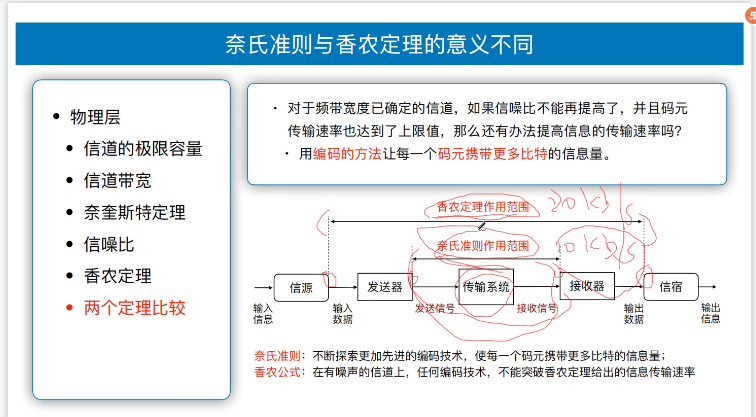 奈氏准则与香农定理的意义不同
• 物理层
• 信道的极限容量
• 信道带宽
• 奈奎斯特定理
• 信噪比
• 香农定理
• 两个定理比较
• 对于频带宽度已确定的信道，如果信噪比不能再提高了，并且码元
传输速率也达到了上限值，那么还有办法提高信息的传输速率吗?
• 用编码的方法让每一个码元携带更多比特的信息量。
香农定理作用范围
20 kb/s
奈氏准则作用范围
10 kb/s
信源
发送器
传输系统
接收器
信宿
输入
信息
输入
数据
发送信号
接收信号
输出
数据
输出
信息
奈氏准则：不断探索更加先进的编码技术，使每一个码元携带更多比特的信息量；
香农公式：在有噪声的信道上，任何编码技术，不能突破香农定理给出的信息传输速率